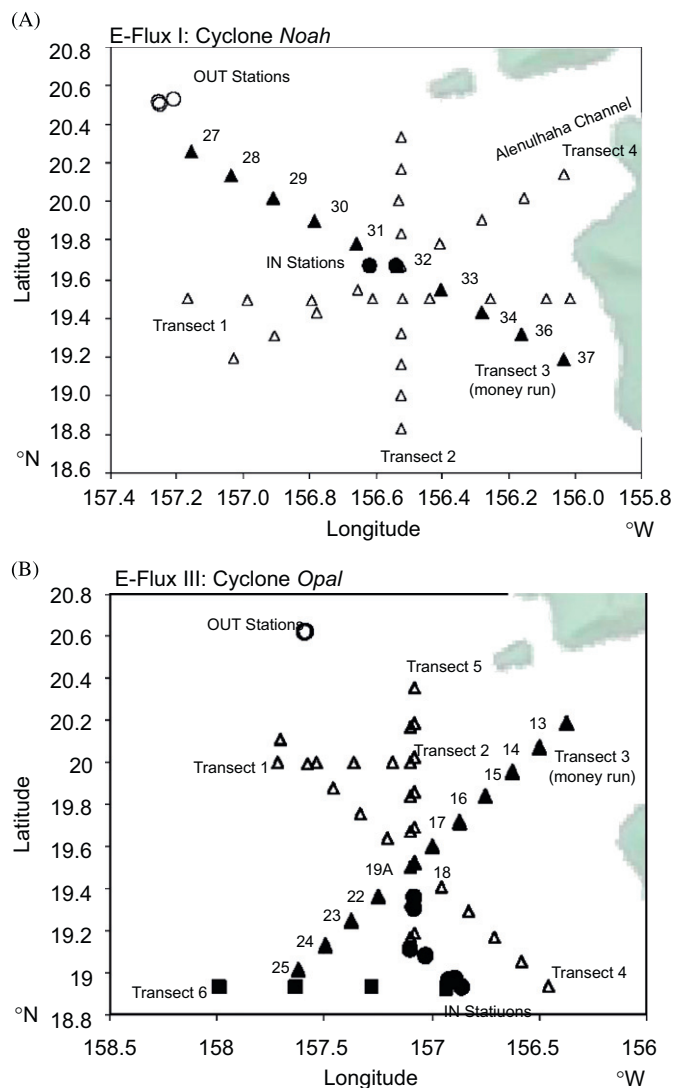 (A)
E-Flux I: Cyclone Noah
20.8
20.6
20.4
20.2
20.0
19.8
19.6
19.4
19.2
19.0
18.8
18.6
°N
Latitude
OUT Stations
27
28
29
30
31
32
33
34
36
37
IN Stations
Alenulhaha Channel
Transect 4
Transect 1
Transect 3
(money run)
Transect 2
157.4 157.2 157.0 156.8 156.6 156.4 156.2 156.0 155.8
Longitude
°W
(B)
E-Flux III: Cyclone Opal
20.8
20.6
20.4
20.2
20
19.8
19.6
19.4
19.2
19
18.8
°N
Latitude
OUT Stations
Transect 5
13
Transect 2
14
Transect 3
(money run)
Transect 1
15
16
17
19A
18
22
23
24
25
Transect 6
Transect 4
IN Statiuons
158.5 158 157.5 157 156.5 156
Longitude
°W